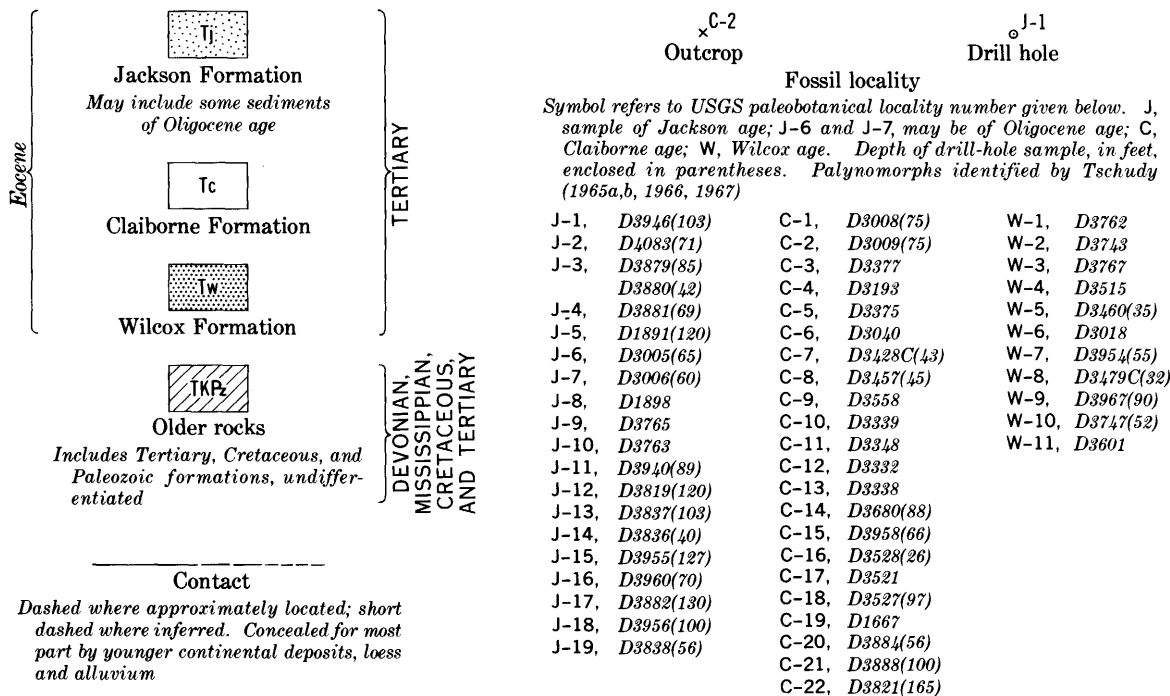 Eocene
Tj
Jackson Formation
May include some sediments
of Oligocene age
Tc
Claiborne Formation
Tw
Wilcox Formation
TERTIARY
TKPz
Older rocks
Includes Tertiary, Cretaceous, and
Paleozoic formations, undiffer-
entiated
DEVONIAN,
MISSISSIPPIAN,
CRETACEOUS,
AND TERTIARY
Contact
Dashed where approximately located; short
dashed where inferred. Concealed for most
part by younger continental deposits, loess
and alluvium
C-2
Outcrop
J-1
Drill hole
Fossil locality
Symbol refers to USGS paleobotanical locality number given below. J,
sample of Jackson age; J-6 and J-7, may be of Oligocene age; C,
Claiborne age; W, Wilcox age. Depth of drill-hole sample, in feet,
enclosed in parentheses. Palynomorphs identified by Tschudy
(1965a,b, 1966, 1967)
J-1, D3946(103)
J-2, D4083(71)
J-3, D3879(85)
D3880(42)
J-4, D3881(69)
J-5, D1891(120)
J-6, D3005(65)
J-7, D3006(60)
J-8, D1898
J-9, D3765
J-10, D3763
J-11, D3940(89)
J-12, D3819(120)
J-13, D3837(103)
J-14, D3836(40)
J-15, D3955(127)
J-16, D3960(70)
J-17, D3882(130)
J-18, D3956(100)
J-19, D3838(56)
C-1, D3008(75)
C-2, D3009(75)
C-3, D3377
C-4, D3193
C-5, D3375
C-6, D3040
C-7, D3428C(43)
C-8, D3457(45)
C-9, D3558
C-10, D3339
C-11, D3348
C-12, D3332
C-13, D3338
C-14, D3680(88)
C-15, D3958(66)
C-16, D3528(26)
C-17, D3521
C-18, D3527(97)
C-19, D1667
C-20, D3884(56)
C-21, D3888(100)
C-22, D3821(165)
W-1, D3762
W-2, D3743
W-3, D3767
W-4, D3515
W-5, D3460(35)
W-6, D3018
W-7, D3954(55)
W-8, D3479C(32)
W-9, D3967(90)
W-10, D3747(52)
W-11, D3601